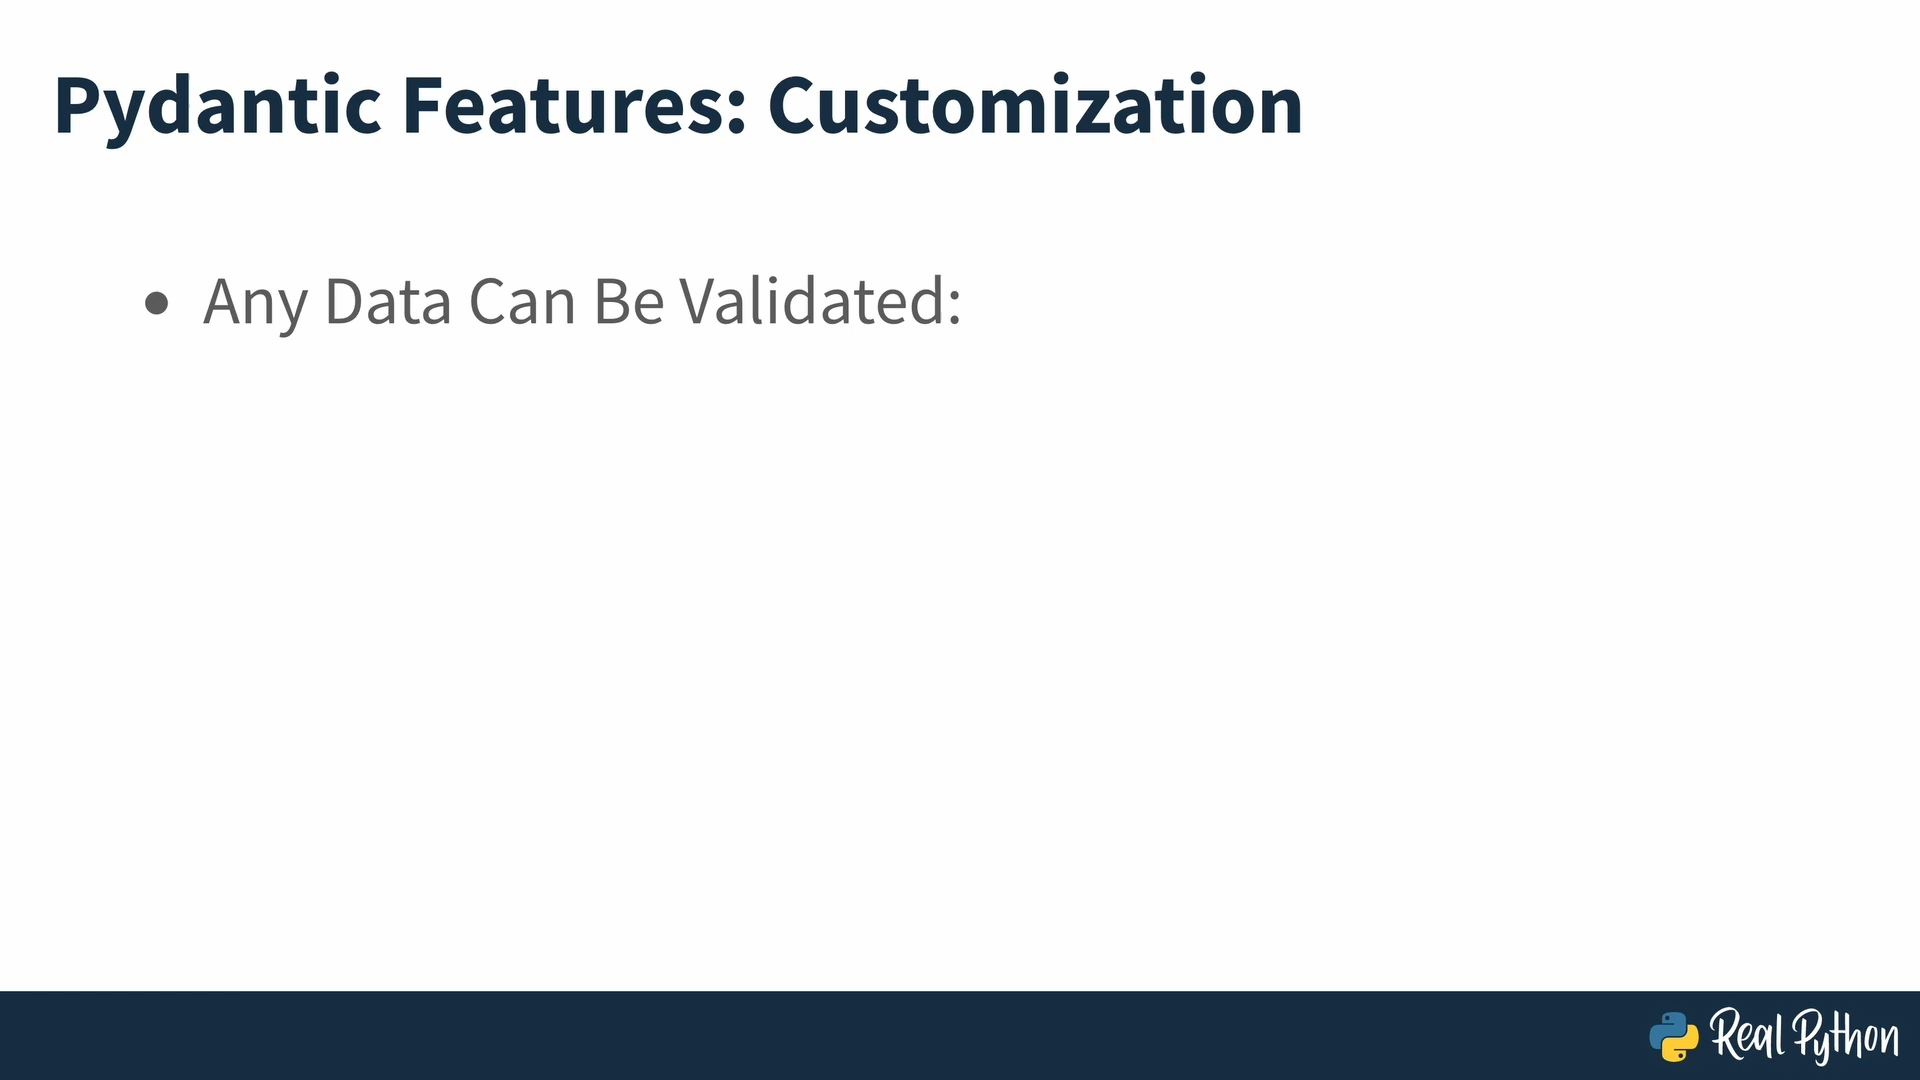 Pydantic Features: Customization
• Any Data Can Be Validated:
Real Python